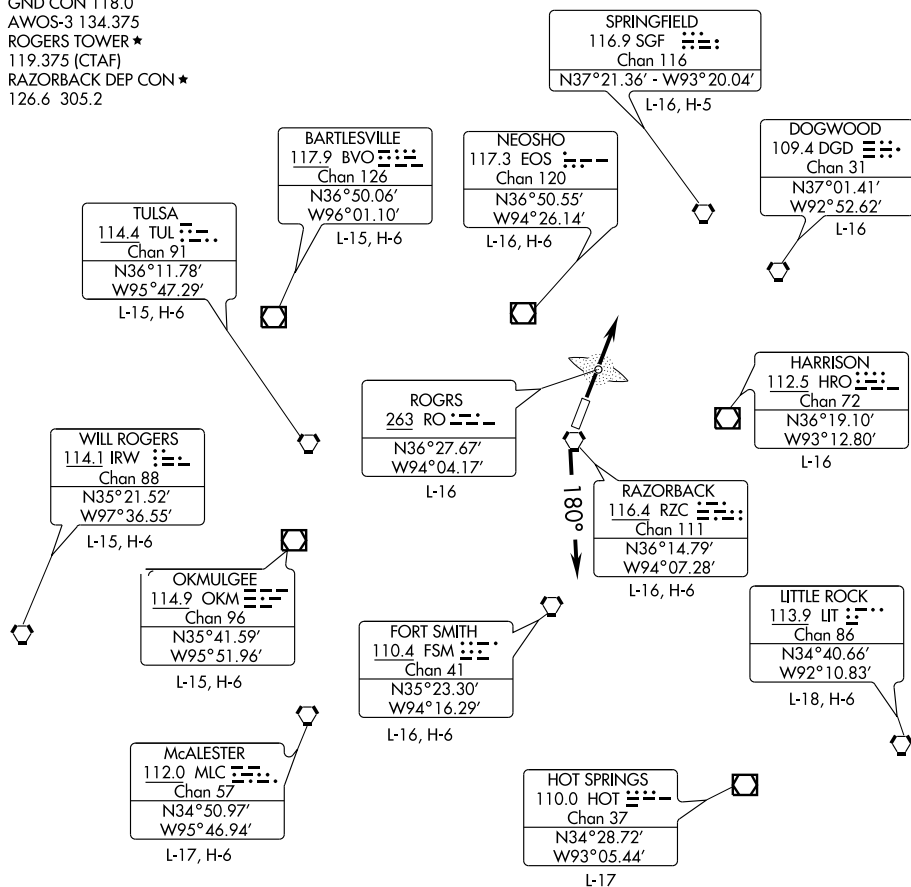 GND CON 118.0
AWOS-3 134.375
ROGERS TOWER ★
119.375 (CTAF)
RAZORBACK DEP CON ★
126.6 305.2
SPRINGFIELD
116.9 SGF
Chan 116
N37°21.36' - W93°20.04'
L-16, H-5
BARTLESVILLE
117.9 BVO
Chan 126
N36°50.06'
W96°01.10'
L-15, H-6
NEOSHO
117.3 EOS
Chan 120
N36°50.55'
W94°26.14'
L-16, H-6
DOGWOOD
109.4 DGD
Chan 31
N37°01.41'
W92°52.62'
L-16
TULSA
114.4 TUL
Chan 91
N36°11.78'
W95°47.29'
L-15, H-6
HARRISON
112.5 HRO
Chan 72
N36°19.10'
W93°12.80'
L-16
ROGRS
263 RO
N36°27.67'
W94°04.17'
L-16
WILL ROGERS
114.1 IRW
Chan 88
N35°21.52'
W97°36.55'
L-15, H-6
180°
RAZORBACK
116.4 RZC
Chan 111
N36°14.79'
W94°07.28'
L-16, H-6
OKMULGEE
114.9 OKM
Chan 96
N35°41.59'
W95°51.96'
L-15, H-6
FORT SMITH
110.4 FSM
Chan 41
N35°23.30'
W94°16.29'
L-16, H-6
LITTLE ROCK
113.9 LIT
Chan 86
N34°40.66'
W92°10.83'
L-18, H-6
McALESTER
112.0 MLC
Chan 57
N34°50.97'
W95°46.94'
L-17, H-6
HOT SPRINGS
110.0 HOT
Chan 37
N34°28.72'
W93°05.44'
L-17